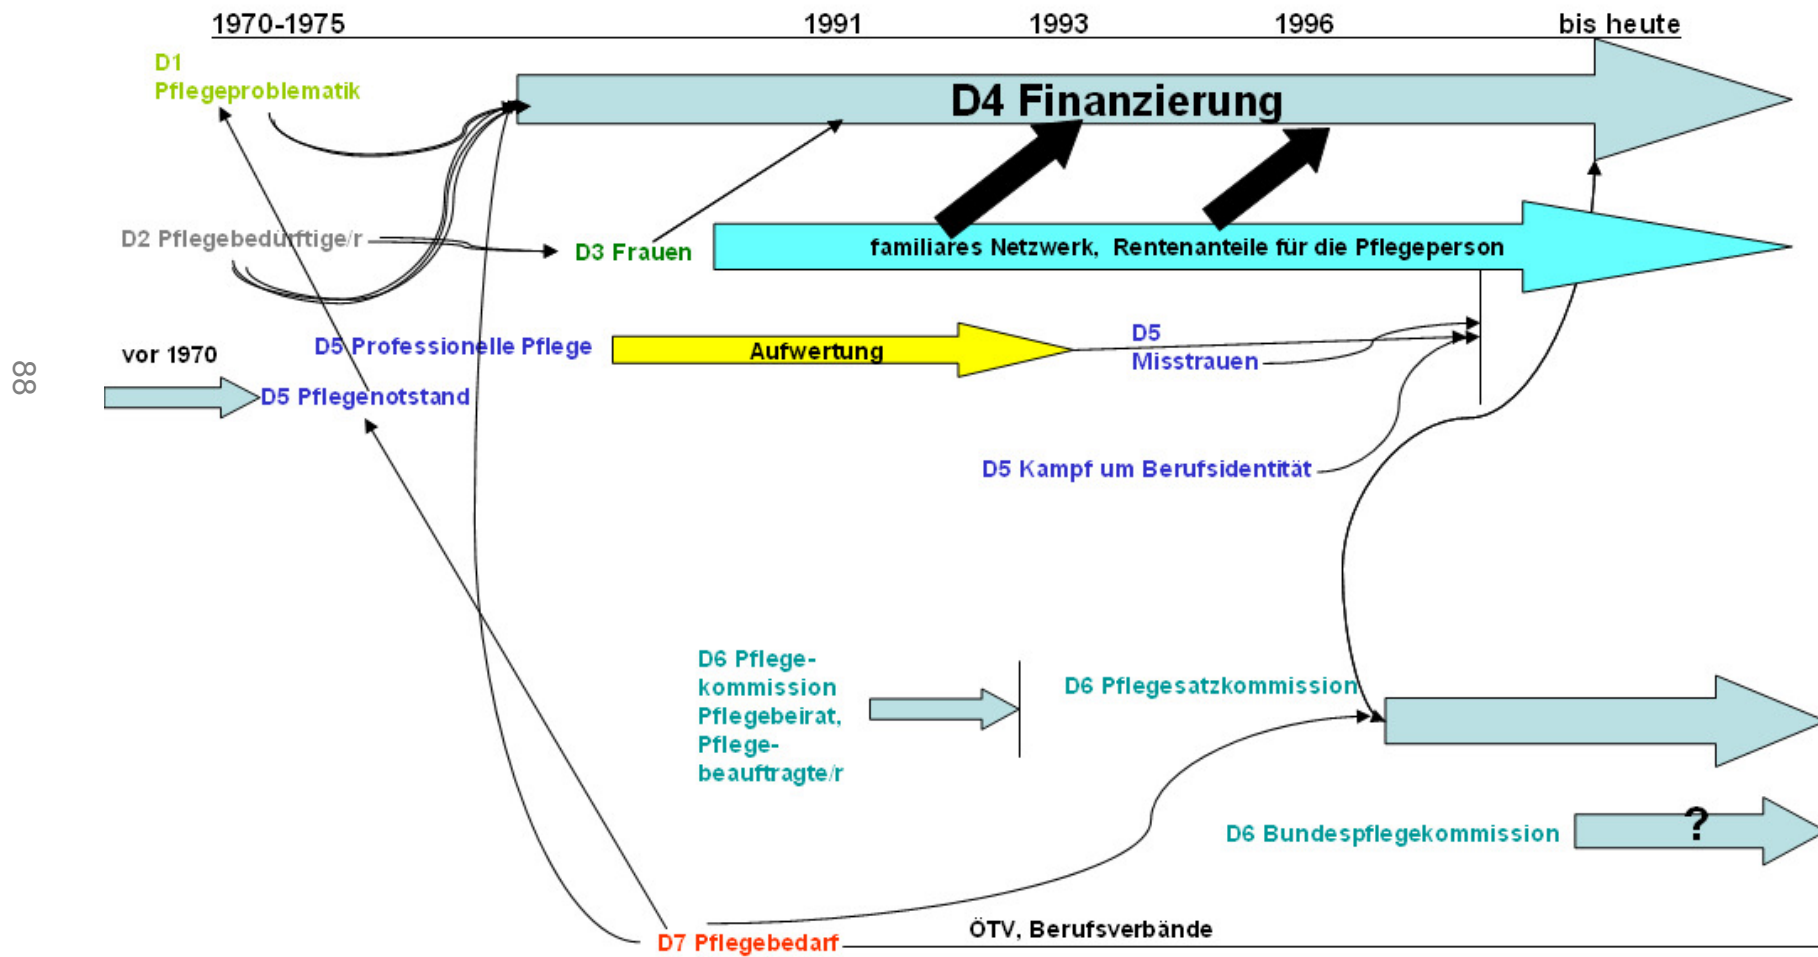 1970-1975 1991 1993 1996 bis heute
D1
Pflegeproblematik
D4 Finanzierung
D2 Pflegebedürftige/r
D3 Frauen
familiares Netzwerk, Rentenanteile für die Pflegeperson
vor 1970
D5 Professionelle Pflege
Aufwertung
D5
Misstrauen
88
D5 Pflegenotstand
D5 Kampf um Berufsidentität
D6 Pflege-
kommission
Pflegebeirat,
Pflege-
beauftragte/r
D6 Pflegesatzkommission
D6 Bundespflegekommission
?
ÖTV, Berufsverbände
D7 Pflegebedarf